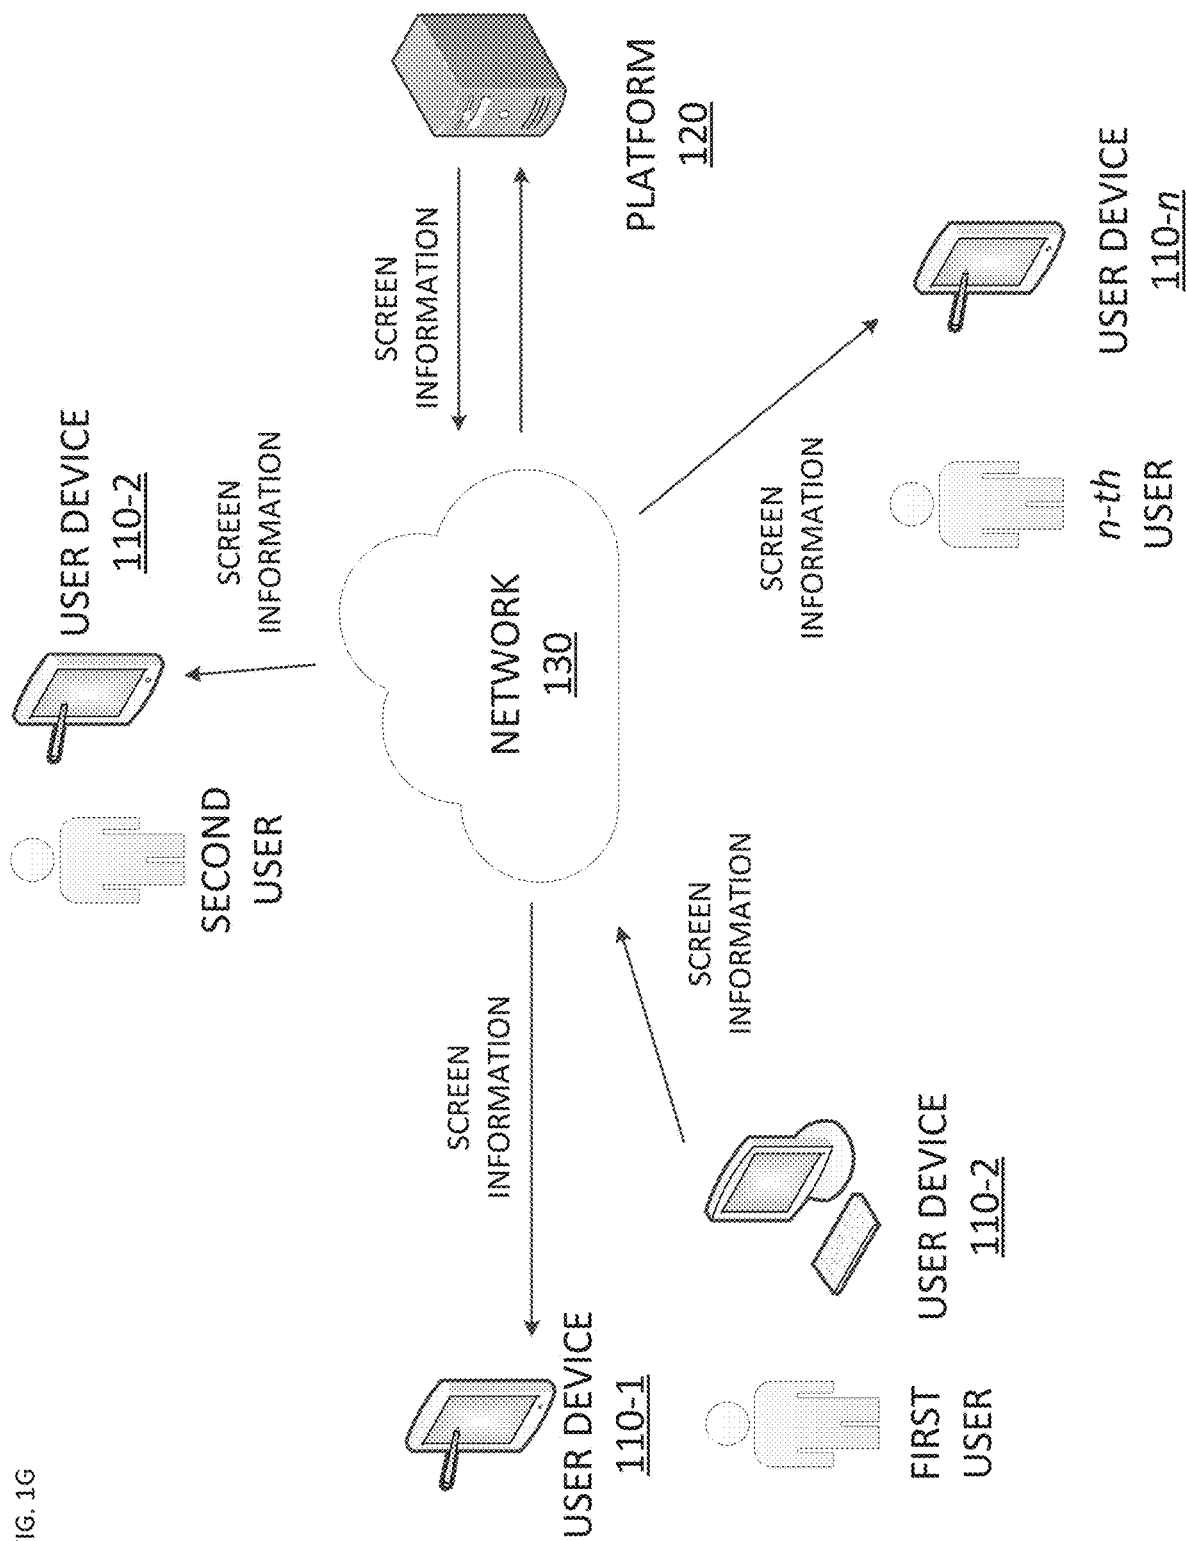 IG. 1G
USER DEVICE
110-2
SECOND
USER
SCREEN
INFORMATION
SCREEN
INFORMATION
SCREEN
INFORMATION
NETWORK
130
USER DEVICE
110-1
PLATFORM
120
SCREEN
INFORMATION
SCREEN
INFORMATION
FIRST
USER
USER DEVICE
110-2
n-th
USER
USER DEVICE
110-n